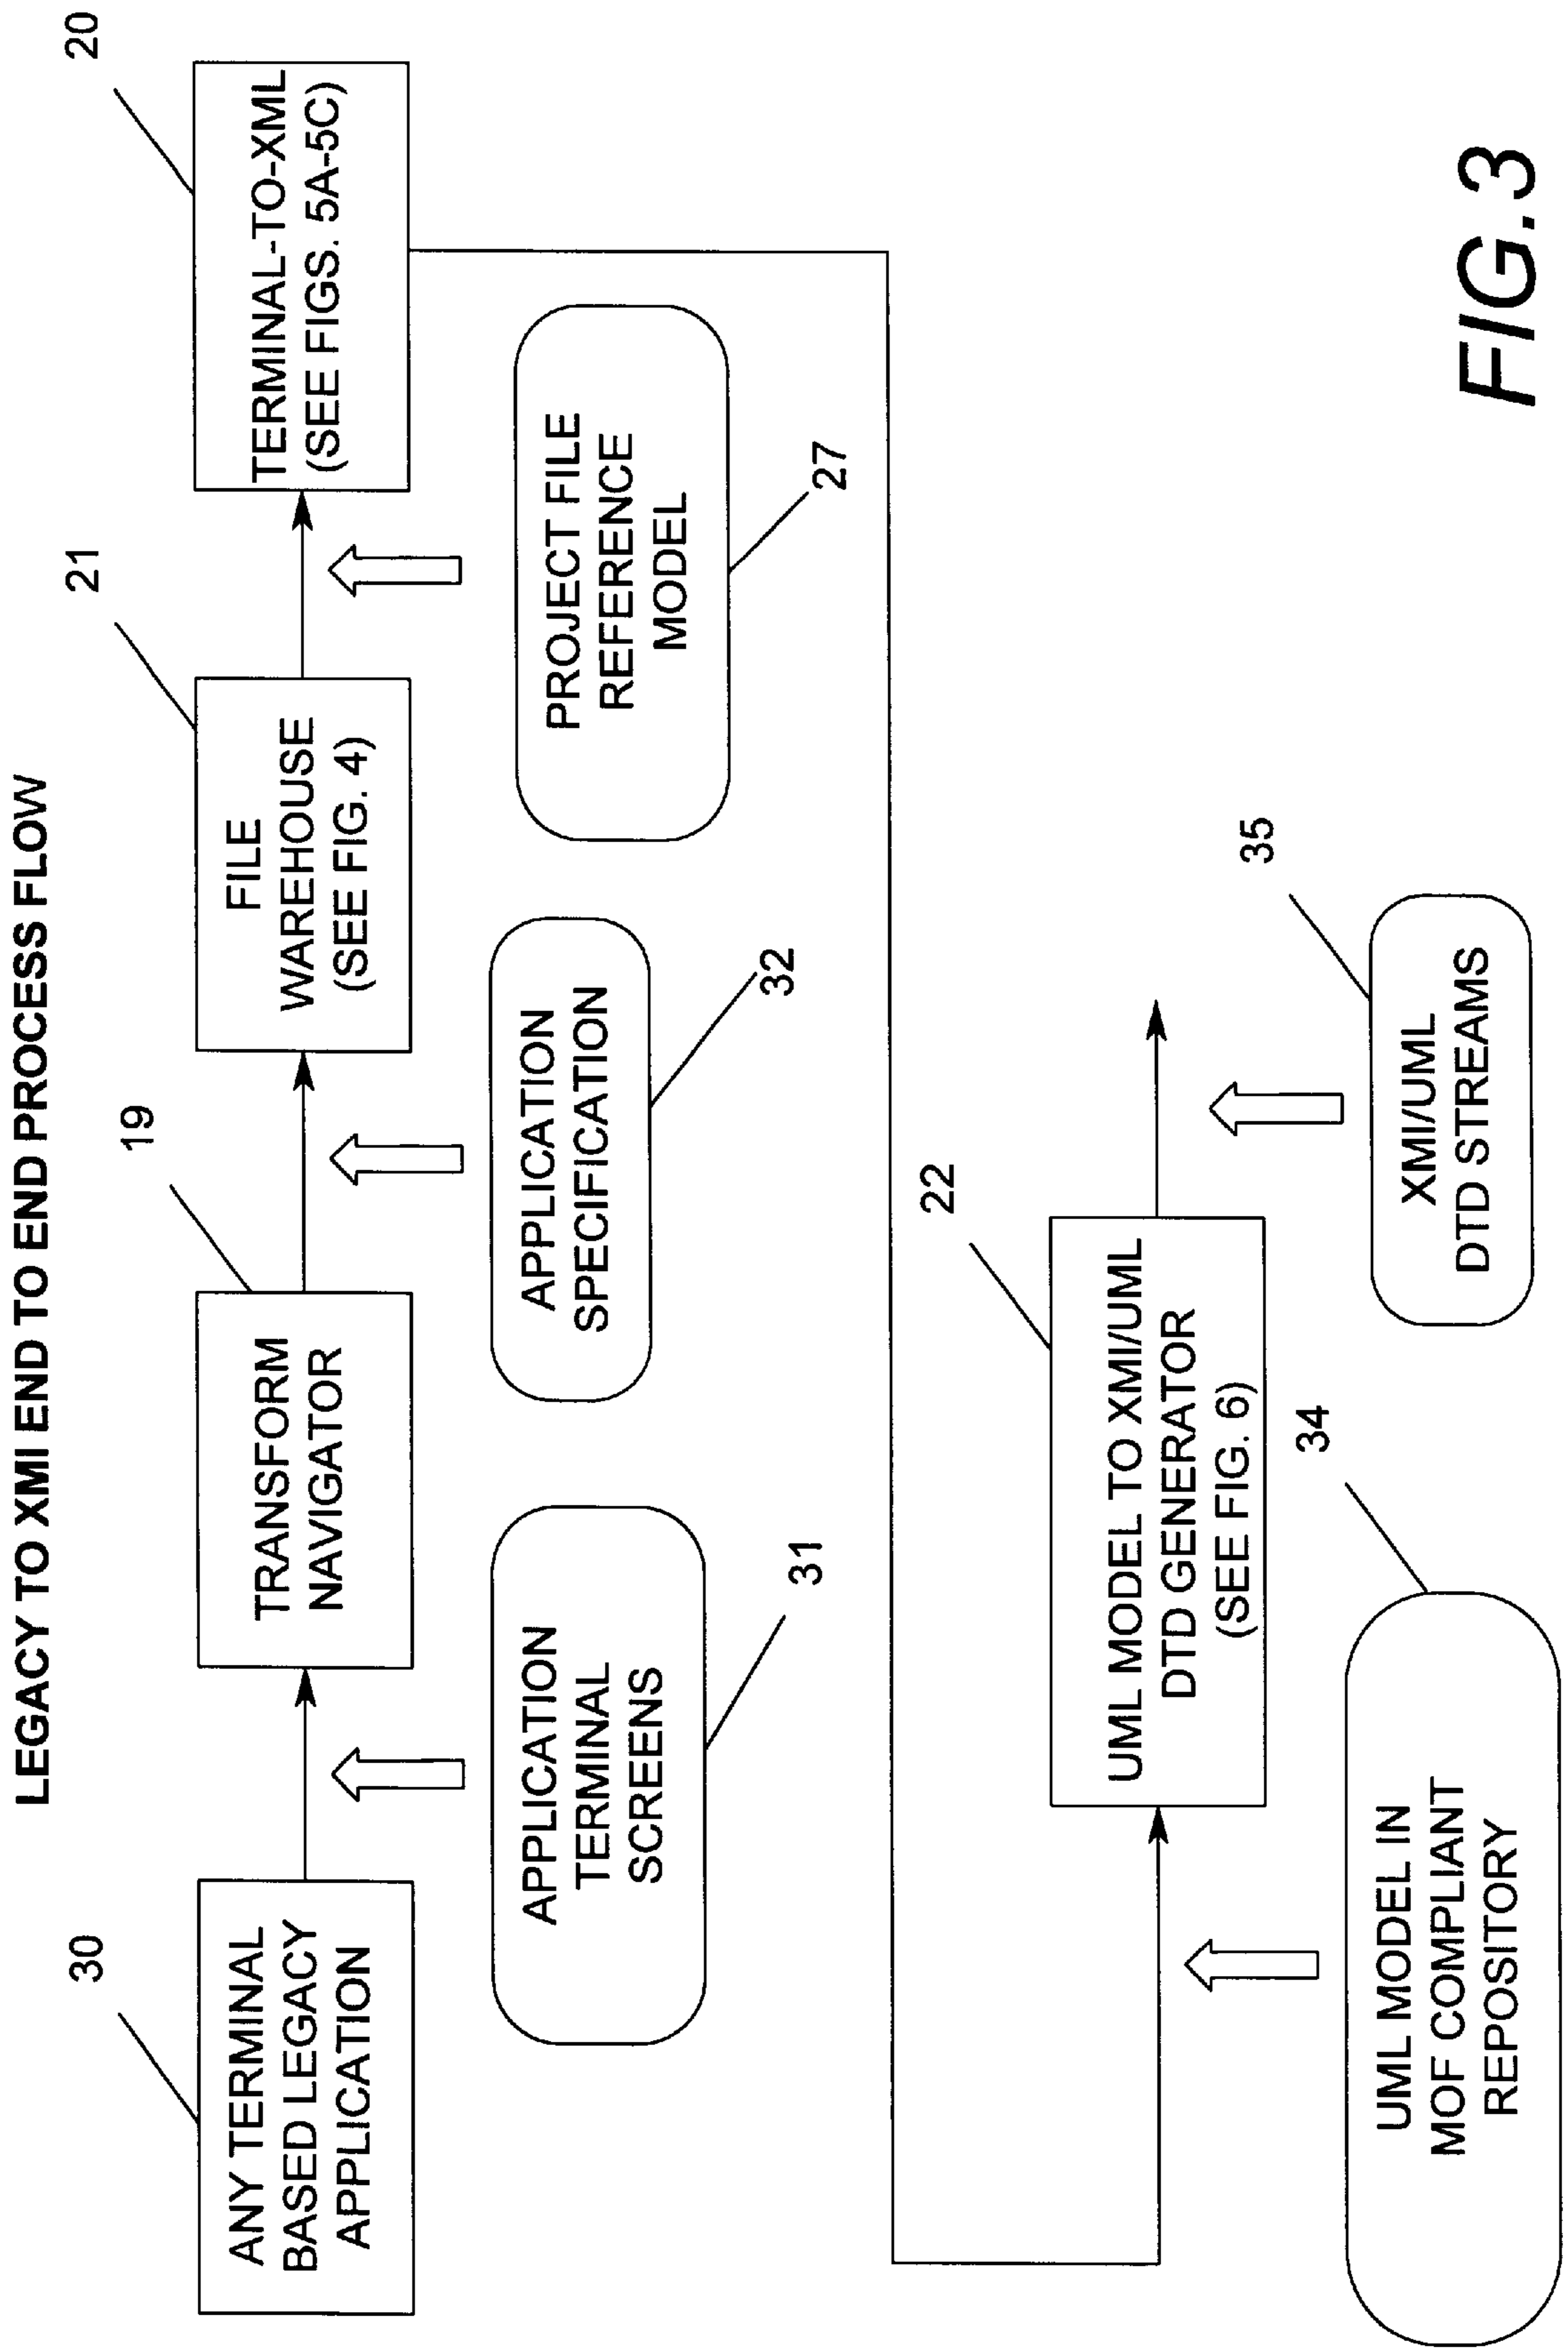 LEGACY TO XMI END TO END PROCESS FLOW
30
ANY TERMINAL
BASED LEGACY
APPLICATION
19
TRANSFORM
NAVIGATOR
21
FILE
WAREHOUSE
(SEE FIG. 4)
20
TERMINAL-TO-XML
(SEE FIGS. 5A-5C)
APPLICATION
TERMINAL
SCREENS
31
APPLICATION
SPECIFICATION
32
PROJECT FILE
REFERENCE
MODEL
27
22
UML MODEL TO XMI/UML
DTD GENERATOR
(SEE FIG. 6)
34
UML MODEL IN
MOF COMPLIANT
REPOSITORY
35
XMI/UML
DTD STREAMS
FIG.3